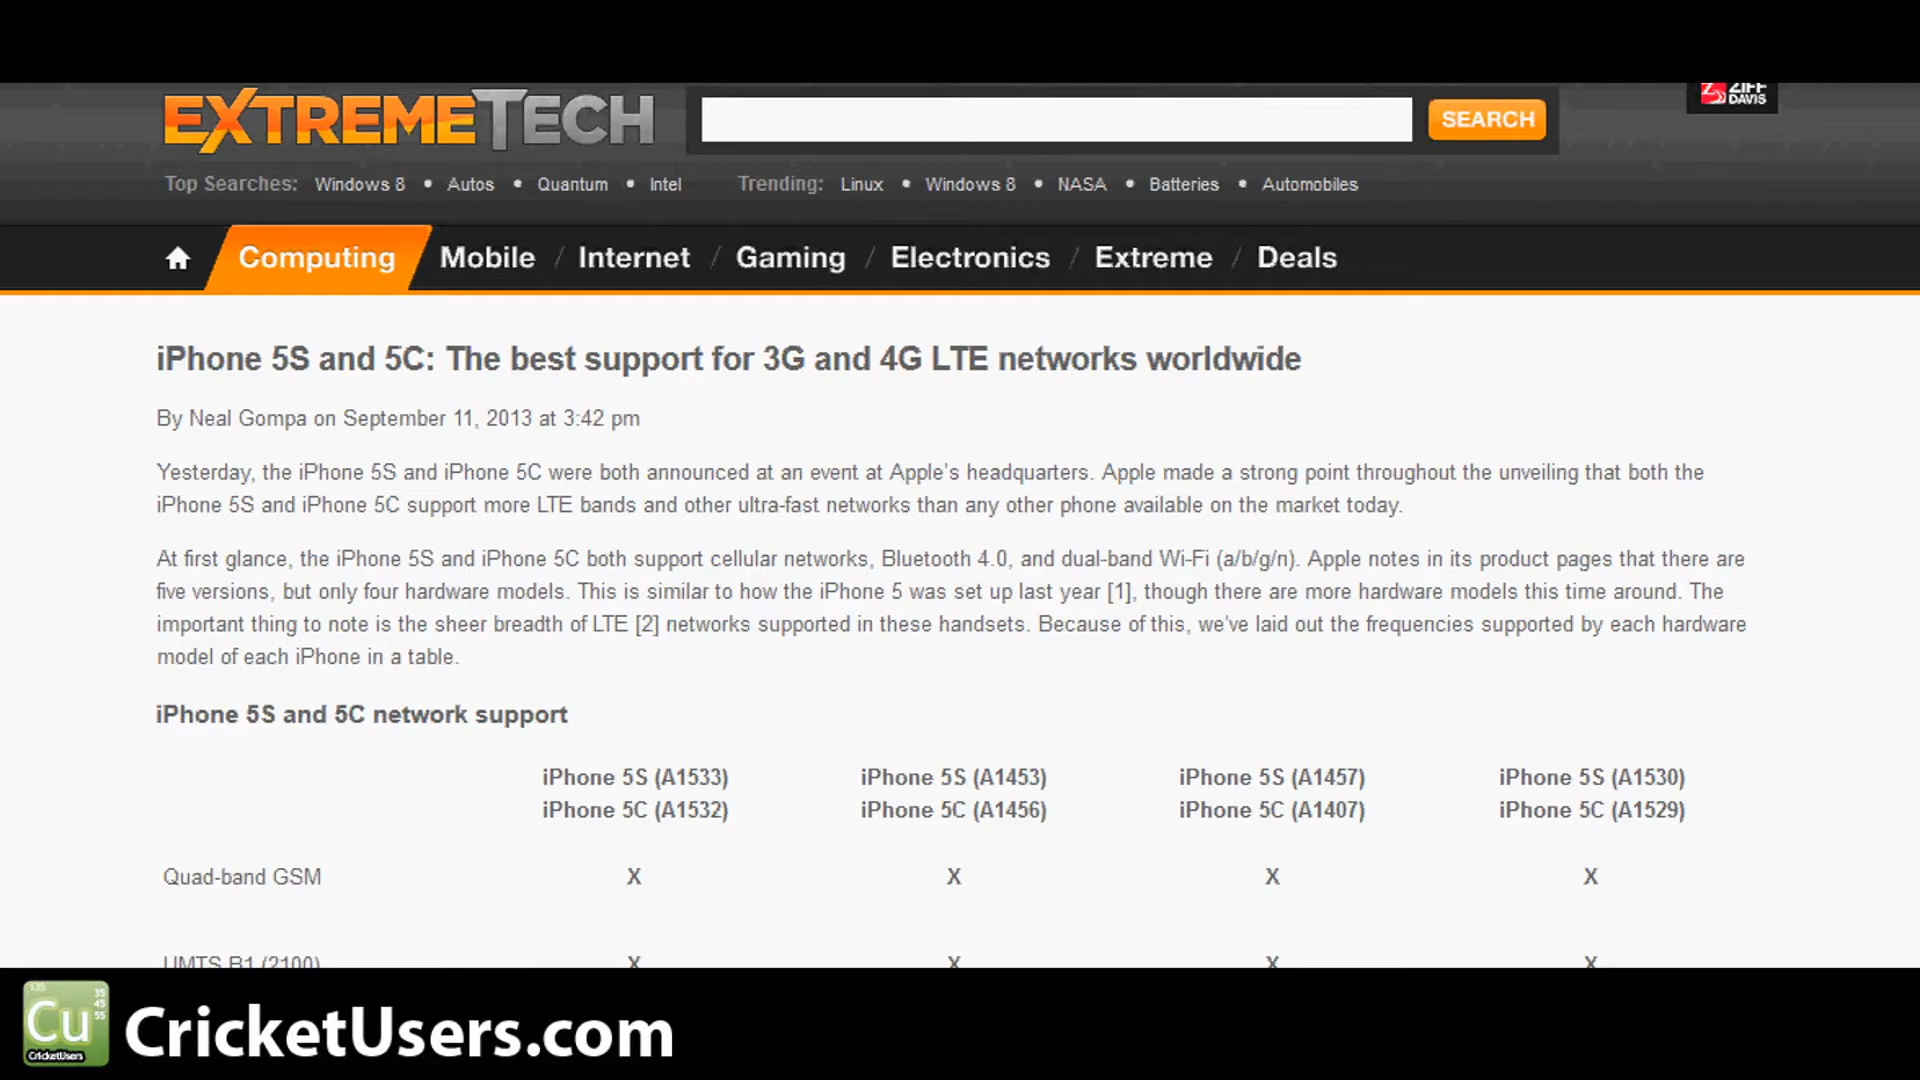 EXTREMETECH
SEARCH
ZIFF
DAVIS
Top Searches: Windows 8 • Autos • Quantum • Intel Trending: Linux • Windows 8 • NASA • Batteries • Automobiles
Computing Mobile / Internet / Gaming / Electronics / Extreme / Deals
iPhone 5S and 5C: The best support for 3G and 4G LTE networks worldwide
By Neal Gompa on September 11, 2013 at 3:42 pm
Yesterday, the iPhone 5S and iPhone 5C were both announced at an event at Apple's headquarters. Apple made a strong point throughout the unveiling that both the
iPhone 5S and iPhone 5C support more LTE bands and other ultra-fast networks than any other phone available on the market today.
At first glance, the iPhone 5S and iPhone 5C both support cellular networks, Bluetooth 4.0, and dual-band Wi-Fi (a/b/g/n). Apple notes in its product pages that there are
five versions, but only four hardware models. This is similar to how the iPhone 5 was set up last year [1], though there are more hardware models this time around. The
important thing to note is the sheer breadth of LTE [2] networks supported in these handsets. Because of this, we've laid out the frequencies supported by each hardware
model of each iPhone in a table.
iPhone 5S and 5C network support
iPhone 5S (A1533) iPhone 5S (A1453) iPhone 5S (A1457) iPhone 5S (A1530)
iPhone 5C (A1532) iPhone 5C (A1456) iPhone 5C (A1407) iPhone 5C (A1529)
Quad-band GSM X X X X
UMTS B1 (2100) X X X X
135
35
45
55
Cu
CricketUsers
CricketUsers.com